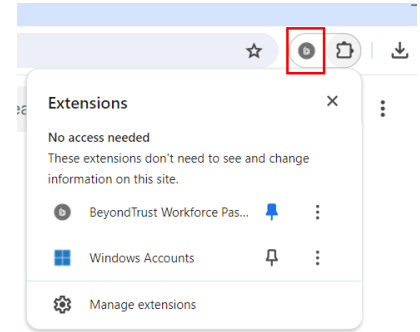 ea
Extensions
No access needed
These extensions don't need to see and change
information on this site.
BeyondTrust Workforce Pas...
Windows Accounts
Manage extensions